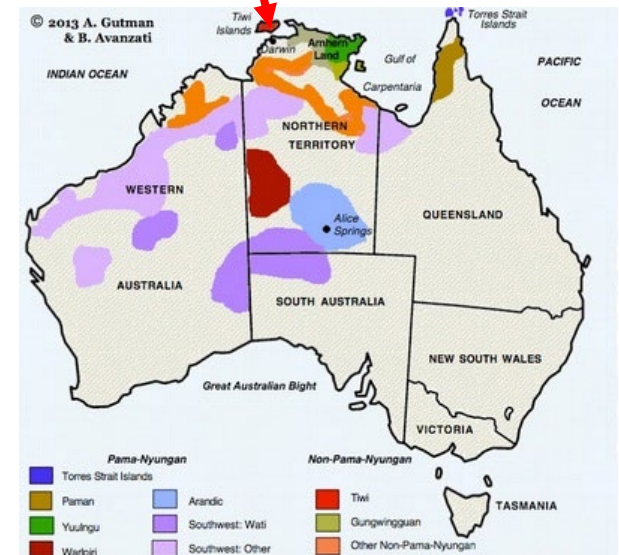 © 2013 A. Gutman
& B. Avanzati
Tiwi
Islands
Torres Strait
Islands
Darwin
Arnhem
Land
Gulf of
Carpentaria
INDIAN OCEAN
PACIFIC
OCEAN
NORTHERN
TERRITORY
WESTERN
AUSTRALIA
QUEENSLAND
Alice
Springs
SOUTH AUSTRALIA
NEW SOUTH WALES
Great Australian Bight
VICTORIA
TASMANIA
Pama-Nyungan
Non-Pama-Nyungan
Torres Strait Islands
Paman
Arandic
Tiwi
Yuulngu
Southwest: Wati
Gungwingguan
Warlpiri
Southwest: Other
Other Non-Pama-Nyungan